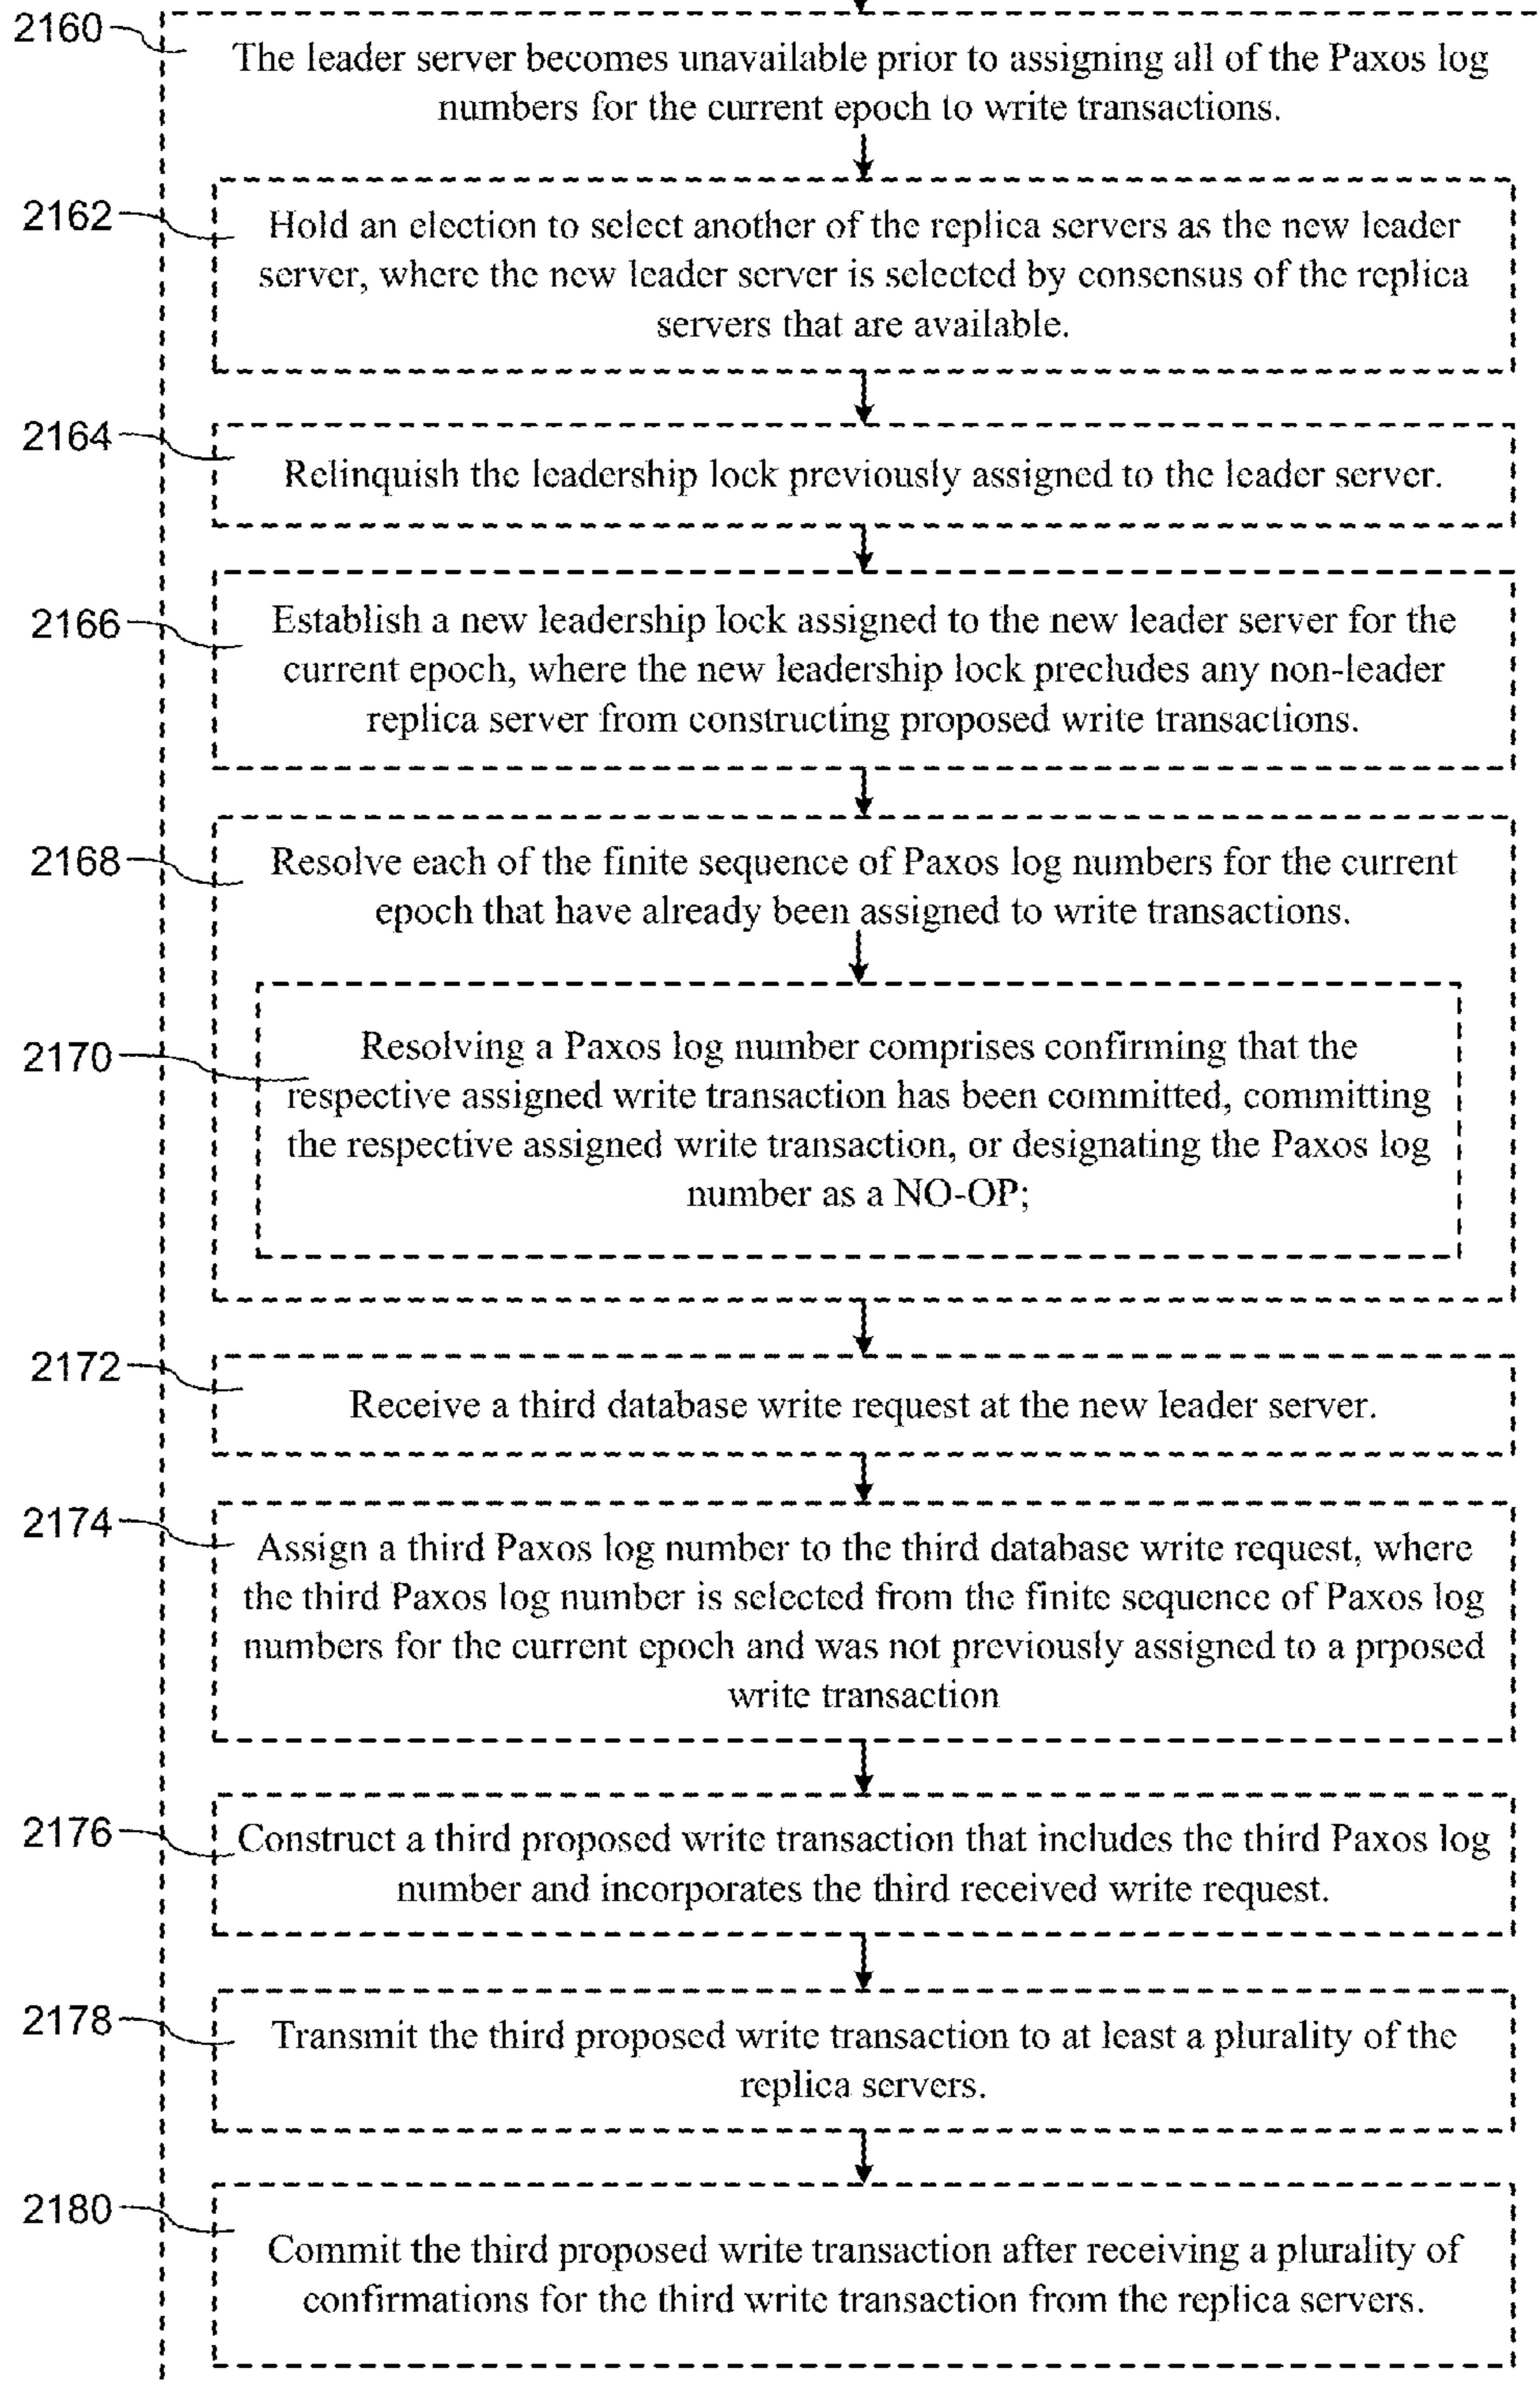 2160
The leader server becomes unavailable prior to assigning all of the Paxos log
numbers for the current epoch to write transactions.
2162
Hold an election to select another of the replica servers as the new leader
server, where the new leader server is selected by consensus of the replica
servers that are available.
2164
Relinquish the leadership lock previously assigned to the leader server.
2166
Establish a new leadership lock assigned to the new leader server for the
current epoch, where the new leadership lock precludes any non-leader
replica server from constructing proposed write transactions.
2168
Resolve each of the finite sequence of Paxos log numbers for the current
epoch that have already been assigned to write transactions.
2170
Resolving a Paxos log number comprises confirming that the
respective assigned write transaction has been committed, committing
the respective assigned write transaction, or designating the Paxos log
number as a NO-OP;
2172
Receive a third database write request at the new leader server.
2174
Assign a third Paxos log number to the third database write request, where
the third Paxos log number is selected from the finite sequence of Paxos log
numbers for the current epoch and was not previously assigned to a prposed
write transaction
2176
Construct a third proposed write transaction that includes the third Paxos log
number and incorporates the third received write request.
2178
Transmit the third proposed write transaction to at least a plurality of the
replica servers.
2180
Commit the third proposed write transaction after receiving a plurality of
confirmations for the third write transaction from the replica servers.